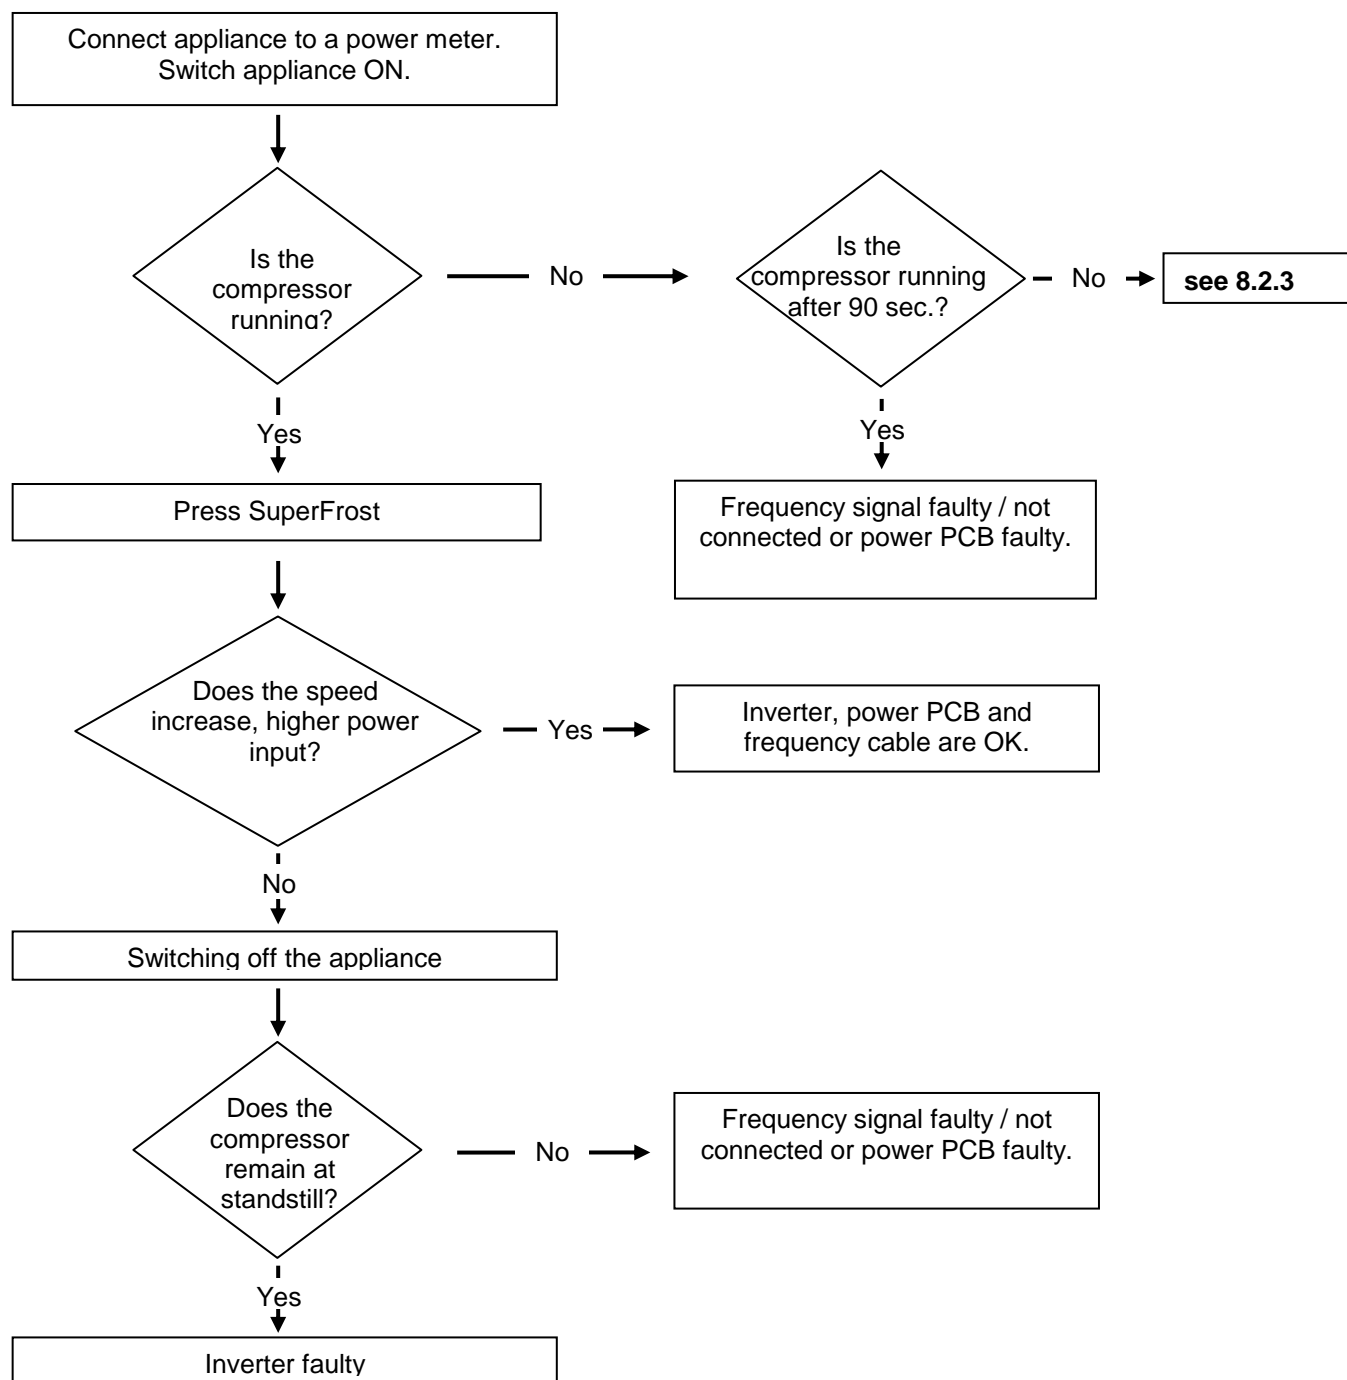 Connect appliance to a power meter.
Switch appliance ON.
Is the
compressor
running?
No
Is the
compressor running
after 90 sec.?
No
see 8.2.3
Yes
Yes
Press SuperFrost
Frequency signal faulty / not
connected or power PCB faulty.
Does the speed
increase, higher power
input?
Yes
Inverter, power PCB and
frequency cable are OK.
No
Switching off the appliance
Does the
compressor
remain at
standstill?
No
Frequency signal faulty / not
connected or power PCB faulty.
Yes
Inverter faulty